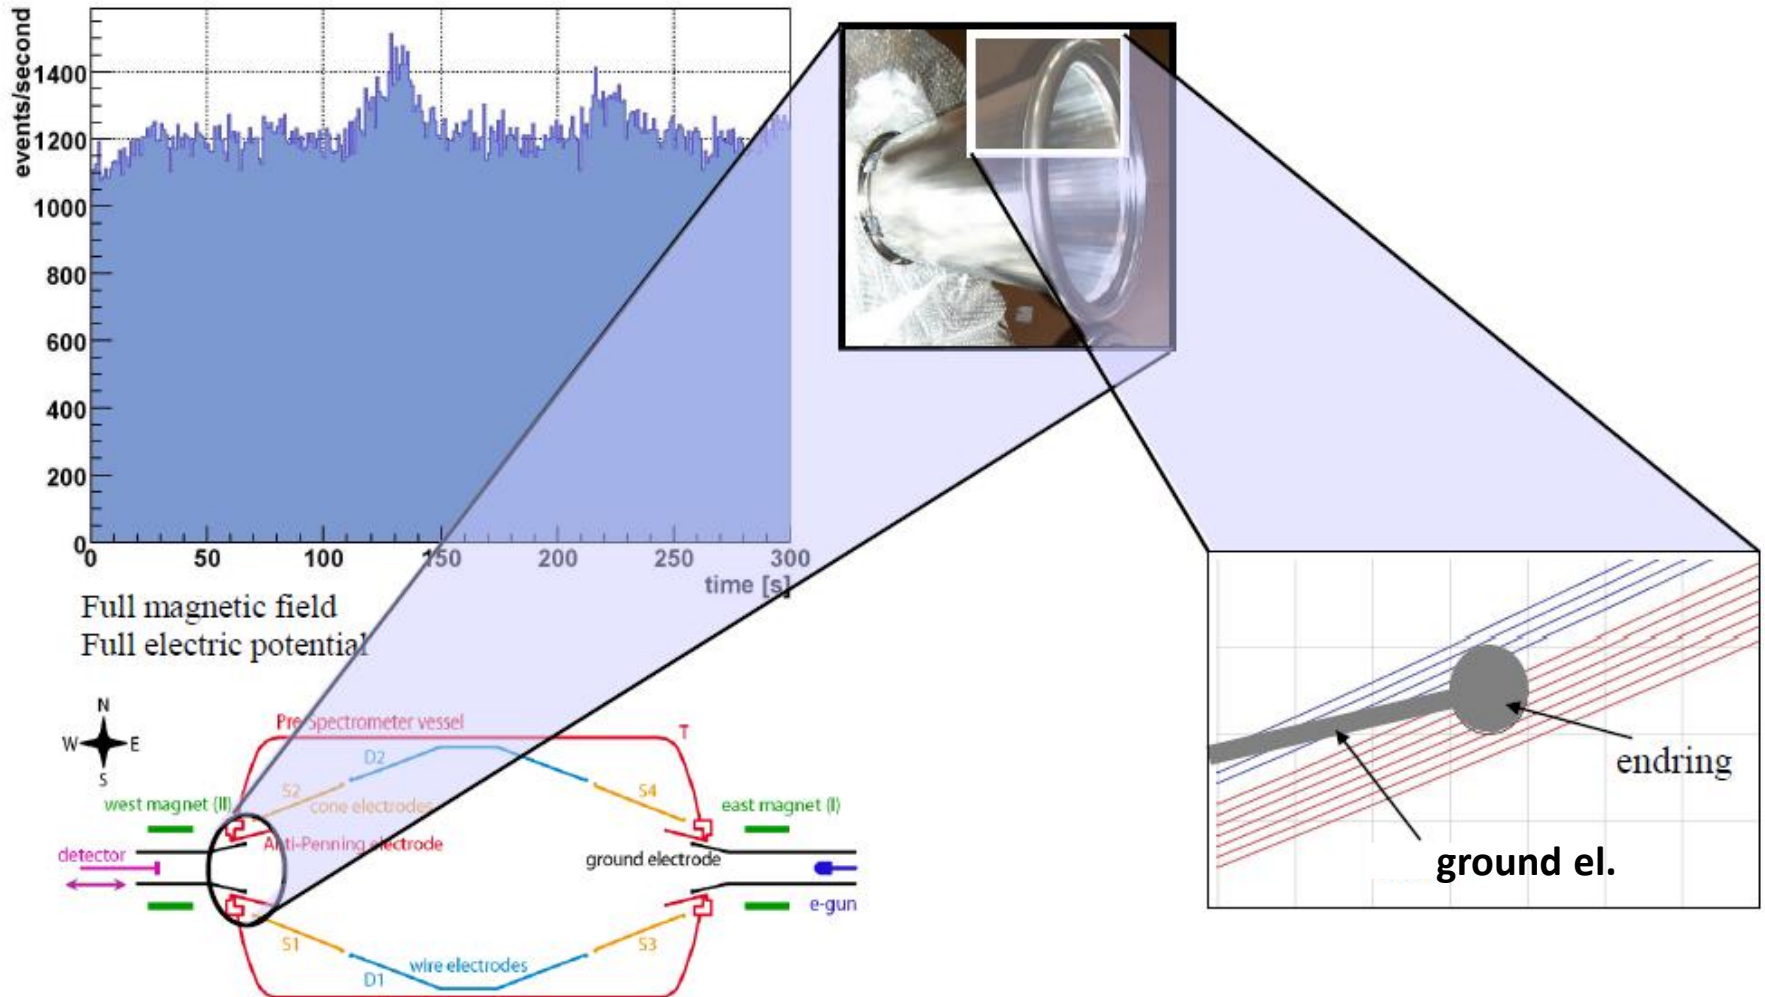 events/second
1400
1200
1000
800
600
400
200
0
0 50 100 150 200 250 300
time [s]
Full magnetic field
Full electric potential
N
W E
S
Pre-Spectrometer vessel
T
D2
S2
S4
west magnet (II)
cone electrodes
east magnet (I)
Anti-Penning electrode
detector
ground electrode
e-gun
S1
S3
D1
wire electrodes
endring
ground el.